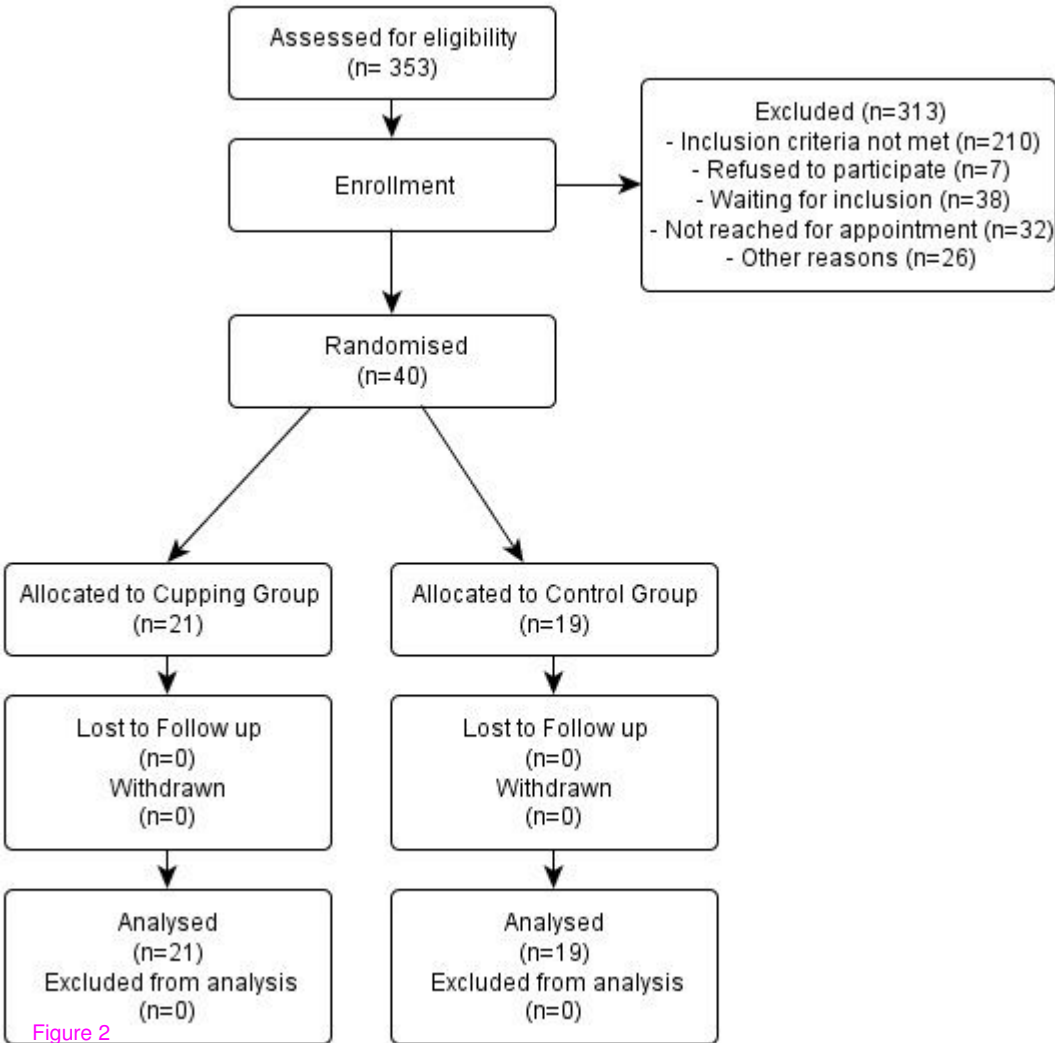 Assessed for eligibility
(n= 353)
Excluded (n=313)
- Inclusion criteria not met (n=210)
- Refused to participate (n=7)
- Waiting for inclusion (n=38)
- Not reached for appointment (n=32)
- Other reasons (n=26)
Enrollment
Randomised
(n=40)
Allocated to Cupping Group
(n=21)
Allocated to Control Group
(n=19)
Lost to Follow up
(n=0)
Withdrawn
(n=0)
Lost to Follow up
(n=0)
Withdrawn
(n=0)
Analysed
(n=21)
Excluded from analysis
(n=0)
Analysed
(n=19)
Excluded from analysis
(n=0)
Figure 2